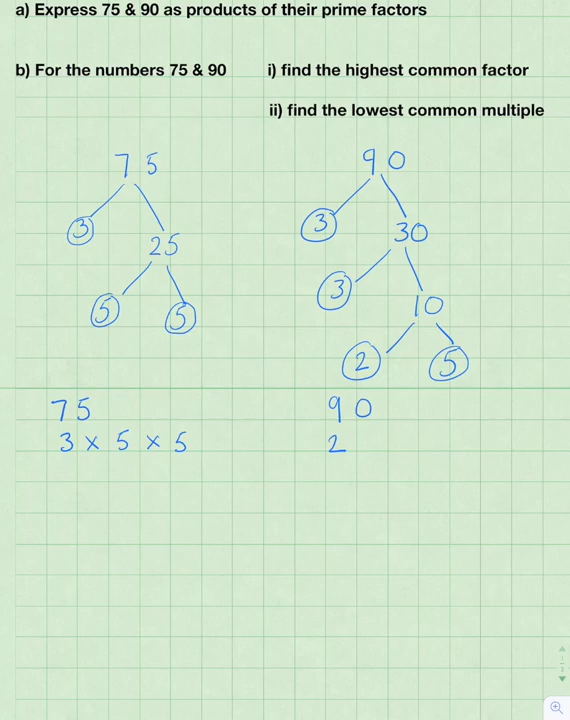 a) Express 75 & 90 as products of their prime factors
b) For the numbers 75 & 90 i) find the highest common factor
ii) find the lowest common multiple
75 90
3 25 3 30
5 5 3 10
2 5
75 90
3 x 5 x 5 2